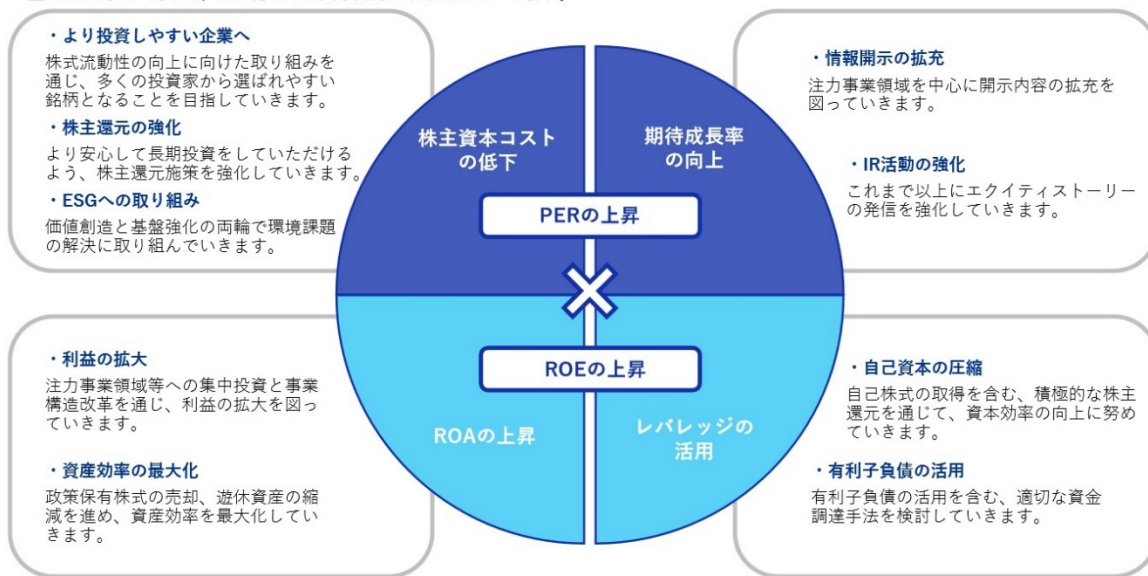 ・より投資しやすい企業へ
株式流動性の向上に向けた取り組みを
通じ、多くの投資家から選ばれやすい
銘柄となることを目指していきます。
・株主還元の強化
より安心して長期投資をしていただける
よう、株主還元施策を強化していきます。
・ESGへの取り組み
価値創造と基盤強化の両輪で環境課題
の解決に取り組んでいきます。
株主資本コスト
の低下
期待成長率
の向上
PERの上昇
・情報開示の拡充
注力事業領域を中心に開示内容の拡充を
図っていきます。
・IR活動の強化
これまで以上にエクイティストーリー
の発信を強化していきます。
・利益の拡大
注力事業領域等への集中投資と事業
構造改革を通じ、利益の拡大を図っ
ていきます。
・資産効率の最大化
政策保有株式の売却、遊休資産の縮
減を進め、資産効率を最大化してい
きます。
ROEの上昇
ROAの上昇
レバレッジの
活用
・自己資本の圧縮
自己株式の取得を含む、積極的な株主
還元を通じて、資本効率の向上に努め
ていきます。
・有利子負債の活用
有利子負債の活用を含む、適切な資金
調達手法を検討していきます。